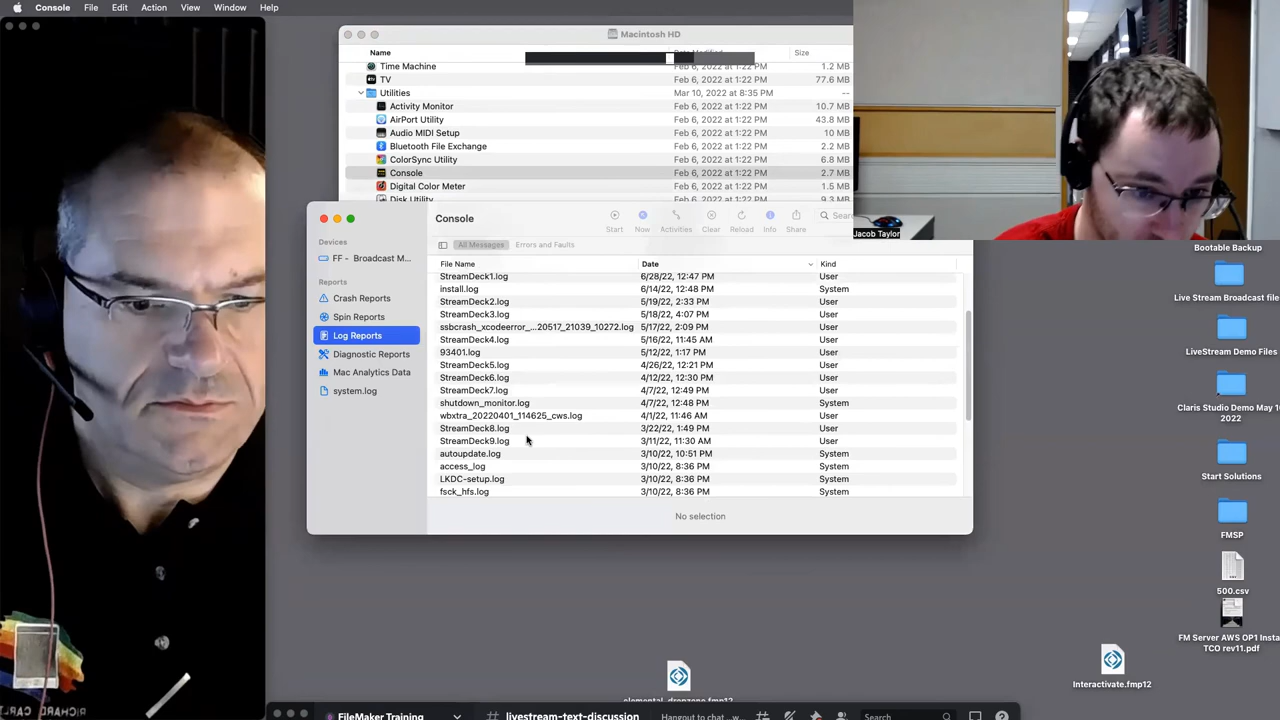 Console File Edit Action View Window Help
Macintosh HD
Name Date Modified Size
Time Machine Feb 6, 2022 at 1:22 PM 1.2 MB
TV Feb 6, 2022 at 1:22 PM 77.6 MB
Utilities Mar 10, 2022 at 8:35 PM --
Activity Monitor Feb 6, 2022 at 1:22 PM 10.7 MB
AirPort Utility Feb 6, 2022 at 1:22 PM 43.8 MB
Audio MIDI Setup Feb 6, 2022 at 1:22 PM 10 MB
Bluetooth File Exchange Feb 6, 2022 at 1:22 PM 2.2 MB
ColorSync Utility Feb 6, 2022 at 1:22 PM 6.8 MB
Console Feb 6, 2022 at 1:22 PM 2.7 MB
Digital Color Meter Feb 6, 2022 at 1:22 PM 1.5 MB
Disk Utility Feb 6, 2022 at 1:22 PM 9.3 MB
Jacob Taylor
Console
Start Now Activities Clear Reload Info Share
All Messages Errors and Faults
Devices
FF - Broadcast M...
Reports
Crash Reports
Spin Reports
Log Reports
Diagnostic Reports
Mac Analytics Data
system.log
File Name Date Kind
StreamDeck1.log 6/28/22, 12:47 PM User
install.log 6/14/22, 12:48 PM System
StreamDeck2.log 5/19/22, 2:33 PM User
StreamDeck3.log 5/18/22, 4:07 PM User
ssbcrash_xcodeerror_...20517_21039_10272.log 5/17/22, 2:09 PM User
StreamDeck4.log 5/16/22, 11:45 AM User
93401.log 5/12/22, 1:17 PM User
StreamDeck5.log 4/26/22, 12:21 PM User
StreamDeck6.log 4/12/22, 12:30 PM User
StreamDeck7.log 4/7/22, 12:49 PM User
shutdown_monitor.log 4/7/22, 12:48 PM System
wbxtra_20220401_114625_cws.log 4/1/22, 11:46 AM User
StreamDeck8.log 3/22/22, 1:49 PM User
StreamDeck9.log 3/11/22, 11:30 AM User
autoupdate.log 3/10/22, 10:51 PM System
access_log 3/10/22, 8:36 PM System
LKDC-setup.log 3/10/22, 8:36 PM System
fsck_hfs.log 3/10/22, 8:36 PM System
No selection
Bootable Backup
Live Stream Broadcast file
LiveStream Demo Files
Claris Studio Demo May 1
2022
Start Solutions
FMSP
500.csv
FM Server AWS OP1 Insta
TCO rev11.pdf
Interactivate.fmp12
elemental_dropzone.fmp12
FileMaker Training # livestream-text-discussion Hangout to chat ...w... Search